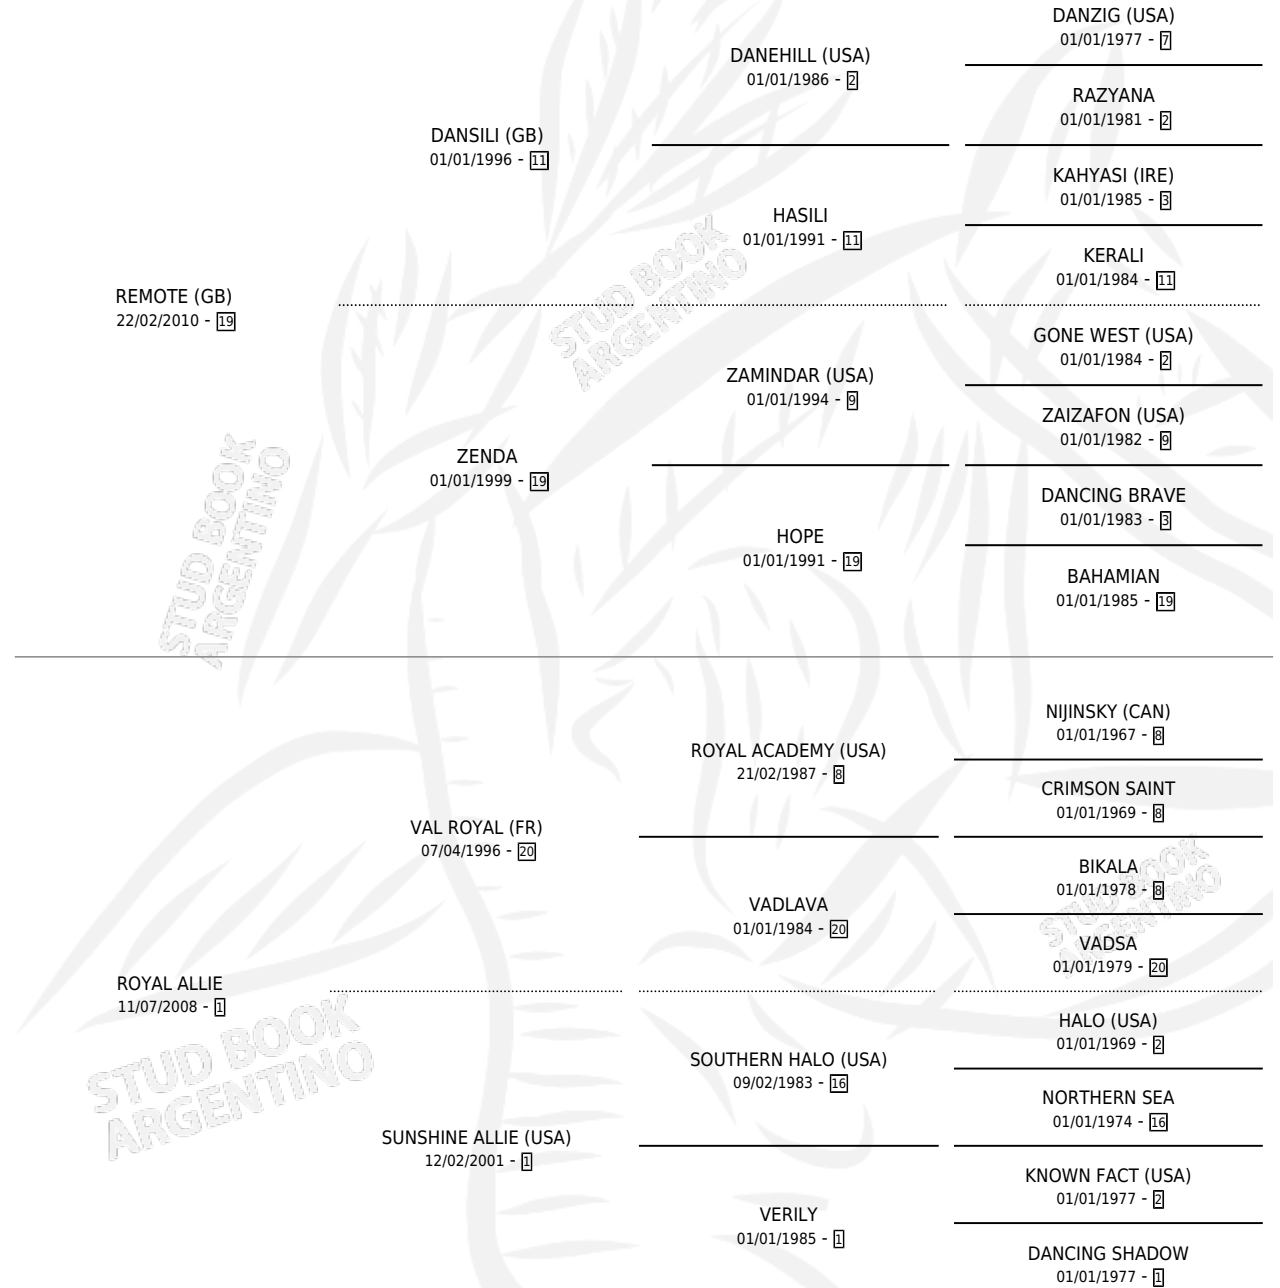 DANZIG (USA)
01/01/1977 - 7
DANEHILL (USA)
01/01/1986 - 2
RAZYANA
01/01/1981 - 2
DANSILI (GB)
01/01/1996 - 11
KAHYASI (IRE)
01/01/1985 - 3
HASILI
01/01/1991 - 11
KERALI
01/01/1984 - 11
REMOTE (GB)
22/02/2010 - 19
GONE WEST (USA)
01/01/1984 - 2
ZAMINDAR (USA)
01/01/1994 - 9
ZAIZAFON (USA)
01/01/1982 - 9
ZENDA
01/01/1999 - 19
DANCING BRAVE
01/01/1983 - 3
HOPE
01/01/1991 - 19
BAHAMIAN
01/01/1985 - 19
NIJINSKY (CAN)
01/01/1967 - 8
ROYAL ACADEMY (USA)
21/02/1987 - 8
CRIMSON SAINT
01/01/1969 - 8
VAL ROYAL (FR)
07/04/1996 - 20
BIKALA
01/01/1978 - 8
VADLAVA
01/01/1984 - 20
VADSA
01/01/1979 - 20
ROYAL ALLIE
11/07/2008 - 1
HALO (USA)
01/01/1969 - 2
SOUTHERN HALO (USA)
09/02/1983 - 16
NORTHERN SEA
01/01/1974 - 16
SUNSHINE ALLIE (USA)
12/02/2001 - 1
KNOWN FACT (USA)
01/01/1977 - 2
VERILY
01/01/1985 - 1
DANCING SHADOW
01/01/1977 - 1
STUD BOOK
ARGENTINO
STUD BOOK
ARGENTINO
STUD BOOK
ARGENTINO
STUD BOOK
ARGENTINO